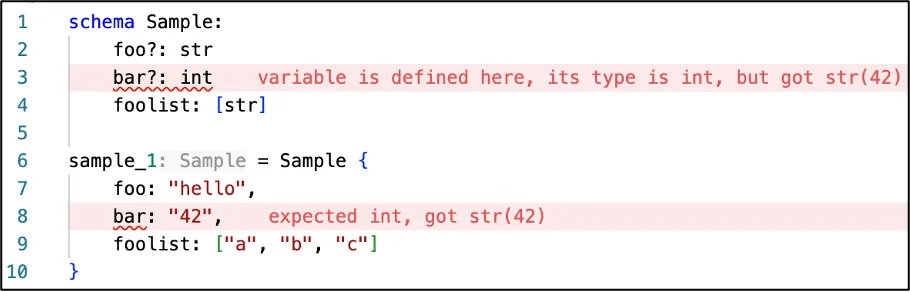 1 schema Sample:
2 foo?: str
3 bar?: int variable is defined here, its type is int, but got str(42)
4 foolist: [str]
5
6 sample_1: Sample = Sample {
7 foo: "hello",
8 bar: "42", expected int, got str(42)
9 foolist: ["a", "b", "c"]
10 }